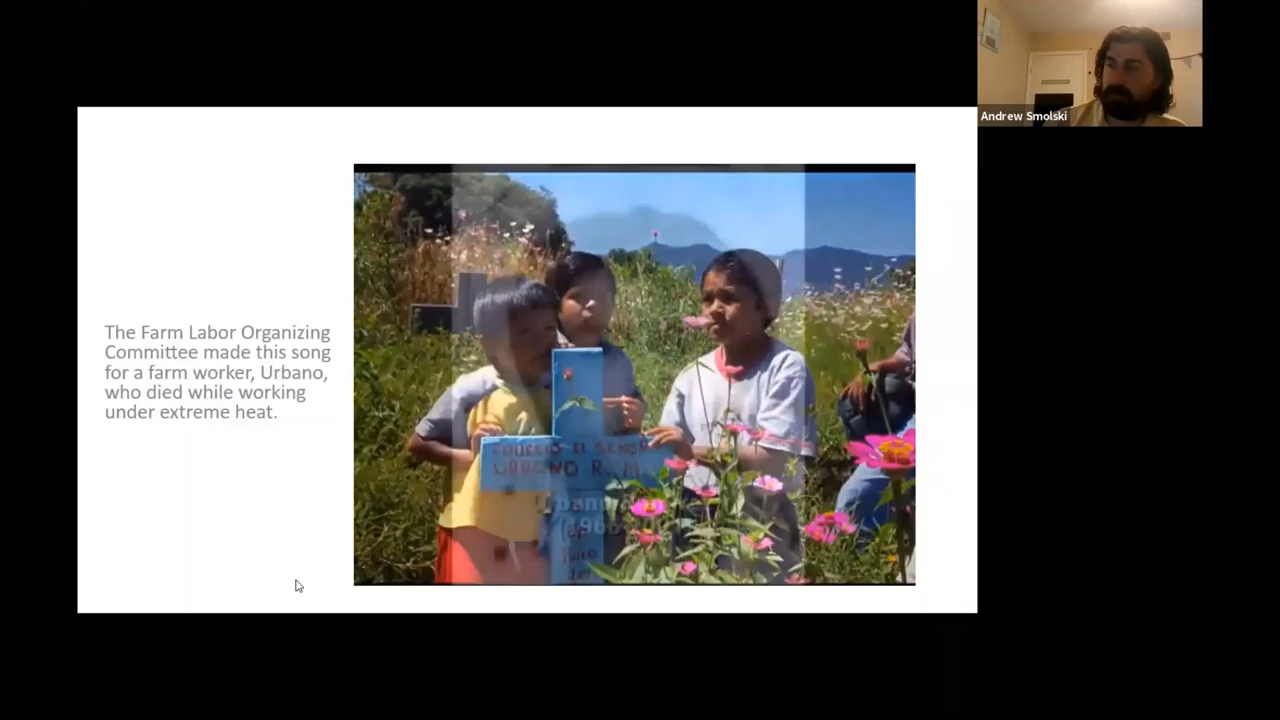 Andrew Smolski
The Farm Labor Organizing
Committee made this song
for a farm worker, Urbano,
who died while working
under extreme heat.
URBANO R. M.
Julio